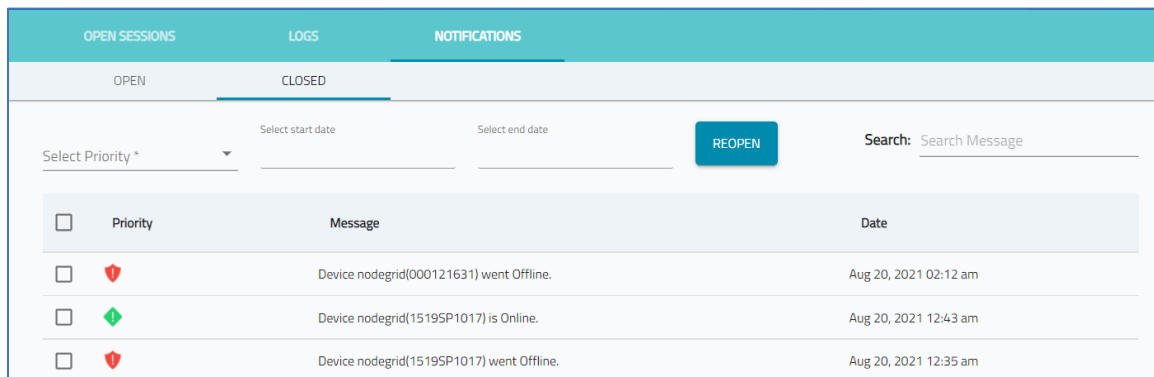 OPEN SESSIONS LOGS NOTIFICATIONS
OPEN CLOSED
Select Priority * Select start date Select end date REOPEN Search: Search Message
Priority Message Date
Device nodegrid(000121631) went Offline. Aug 20, 2021 02:12 am
Device nodegrid(1519SP1017) is Online. Aug 20, 2021 12:43 am
Device nodegrid(1519SP1017) went Offline. Aug 20, 2021 12:35 am